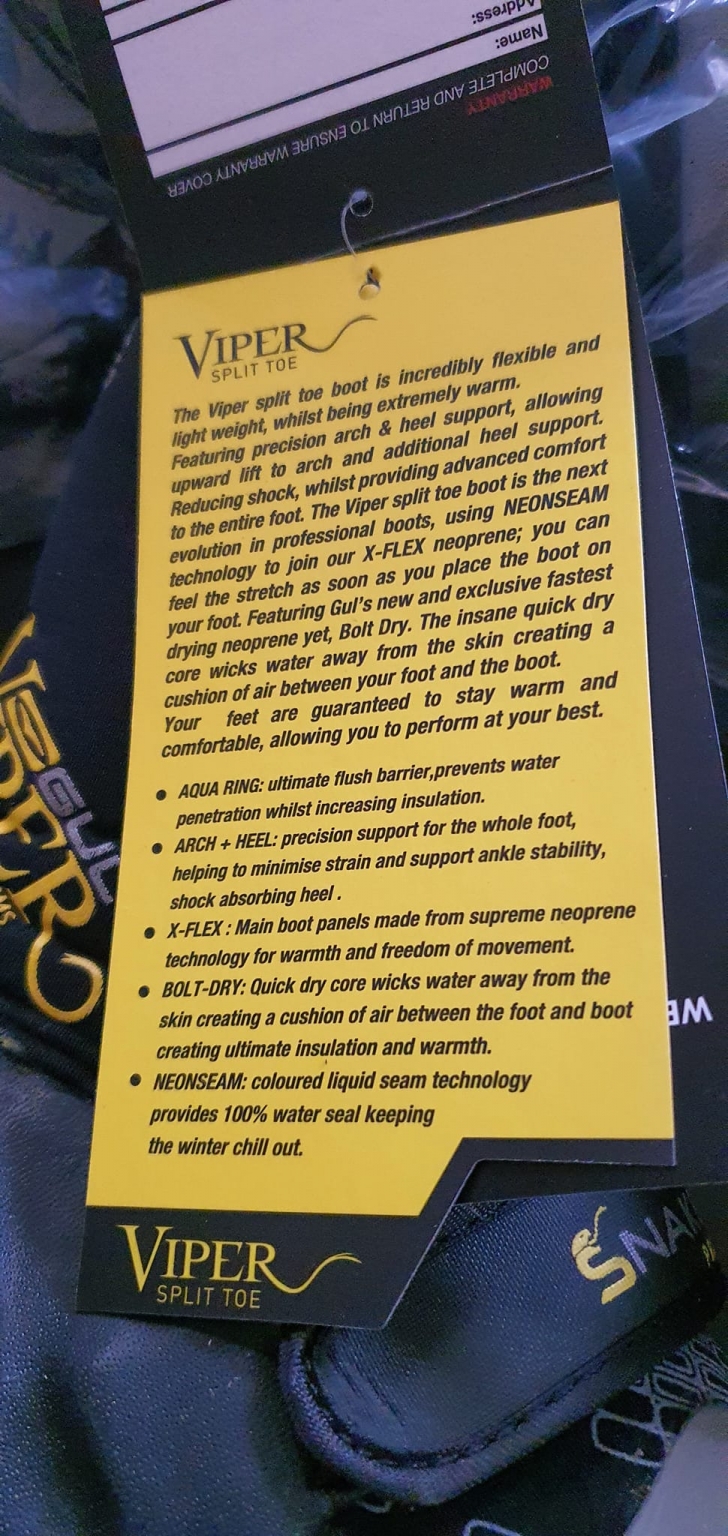 Address:
Name:
COMPLETE AND RETURN TO ENSURE WARRANTY COVER
WARRANTY
VIPER
SPLIT TOE
The Viper split toe boot is incredibly flexible and
light weight, whilst being extremely warm.
Featuring precision arch & heel support, allowing
upward lift to arch and additional heel support.
Reducing shock, whilst providing advanced comfort
to the entire foot. The Viper split toe boot is the next
evolution in professional boots, using NEONSEAM
technology to join our X-FLEX neoprene; you can
feel the stretch as soon as you place the boot on
your foot. Featuring Gul's new and exclusive fastest
drying neoprene yet, Bolt Dry. The insane quick dry
core wicks water away from the skin creating a
cushion of air between your foot and the boot.
Your feet are guaranteed to stay warm and
comfortable, allowing you to perform at your best.
● AQUA RING: ultimate flush barrier,prevents water
penetration whilst increasing insulation.
● ARCH + HEEL: precision support for the whole foot,
helping to minimise strain and support ankle stability,
shock absorbing heel .
● X-FLEX : Main boot panels made from supreme neoprene
technology for warmth and freedom of movement.
● BOLT-DRY: Quick dry core wicks water away from the
skin creating a cushion of air between the foot and boot
creating ultimate insulation and warmth.
● NEONSEAM: coloured liquid seam technology
provides 100% water seal keeping
the winter chill out.
VIPER
SPLIT TOE
GUL
WE
SNAK